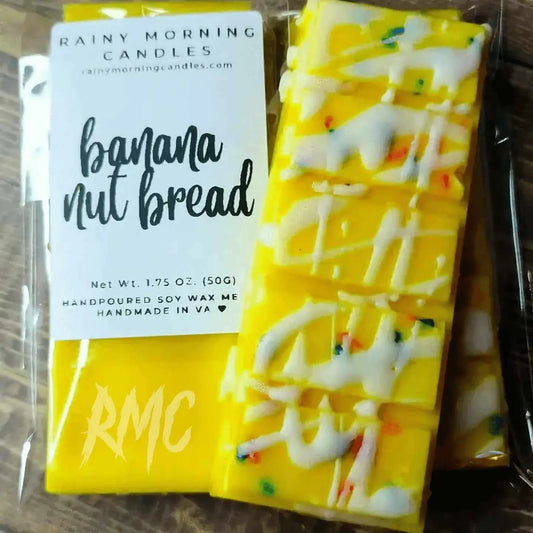 RAINY MORNING
CANDLES
rainymorningcandles.com
banana
nut bread
Net Wt. 1.75 OZ. (50G)
HANDPOURED SOY WAX ME
HANDMADE IN VA ♥
RMC